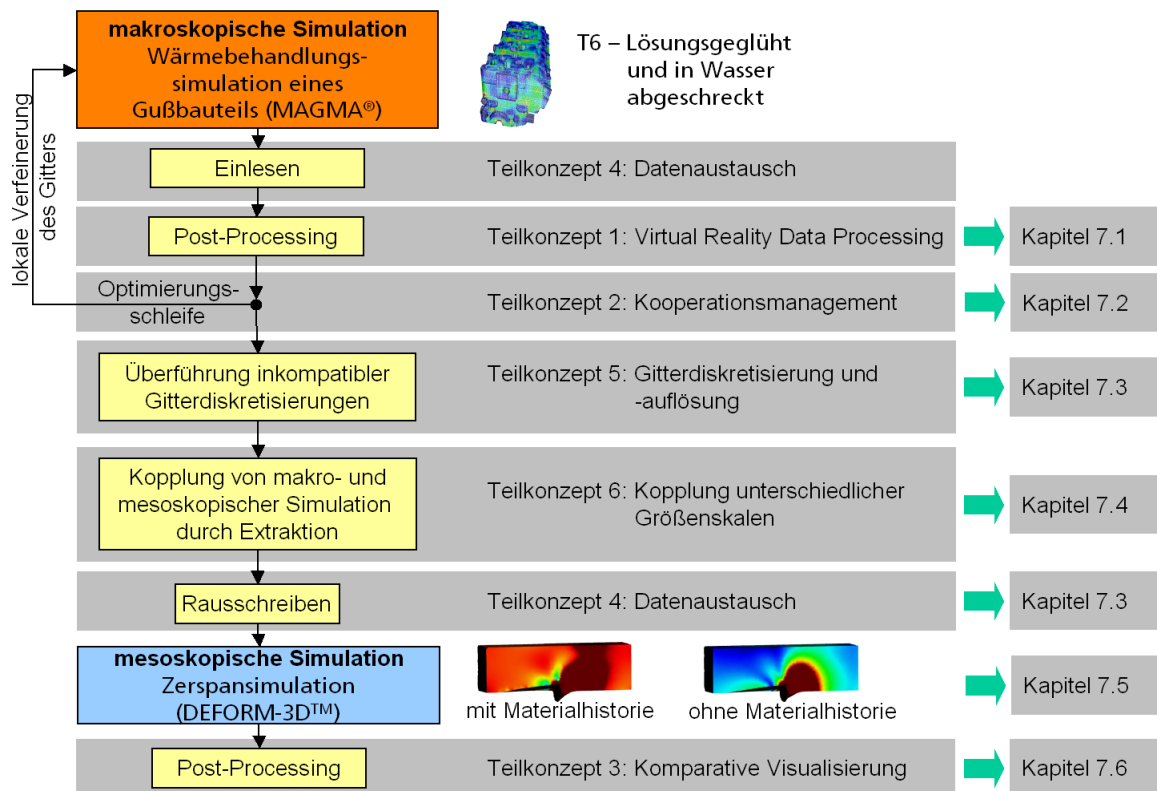 makroskopische Simulation
Wärmebehandlungs-
simulation eines
Gußbauteils (MAGMA®)
T6 – Lösungsgeglüht
und in Wasser
abgeschreckt
lokale Verfeinerung
des Gitters
Einlesen
Teilkonzept 4: Datenaustausch
Post-Processing
Teilkonzept 1: Virtual Reality Data Processing
Kapitel 7.1
Optimierungs-
schleife
Teilkonzept 2: Kooperationsmanagement
Kapitel 7.2
Überführung inkompatibler
Gitterdiskretisierungen
Teilkonzept 5: Gitterdiskretisierung und
-auflösung
Kapitel 7.3
Kopplung von makro- und
mesoskopischer Simulation
durch Extraktion
Teilkonzept 6: Kopplung unterschiedlicher
Größenskalen
Kapitel 7.4
Rausschreiben
Teilkonzept 4: Datenaustausch
Kapitel 7.3
mesoskopische Simulation
Zerspansimulation
(DEFORM-3D™)
mit Materialhistorie
ohne Materialhistorie
Kapitel 7.5
Post-Processing
Teilkonzept 3: Komparative Visualisierung
Kapitel 7.6